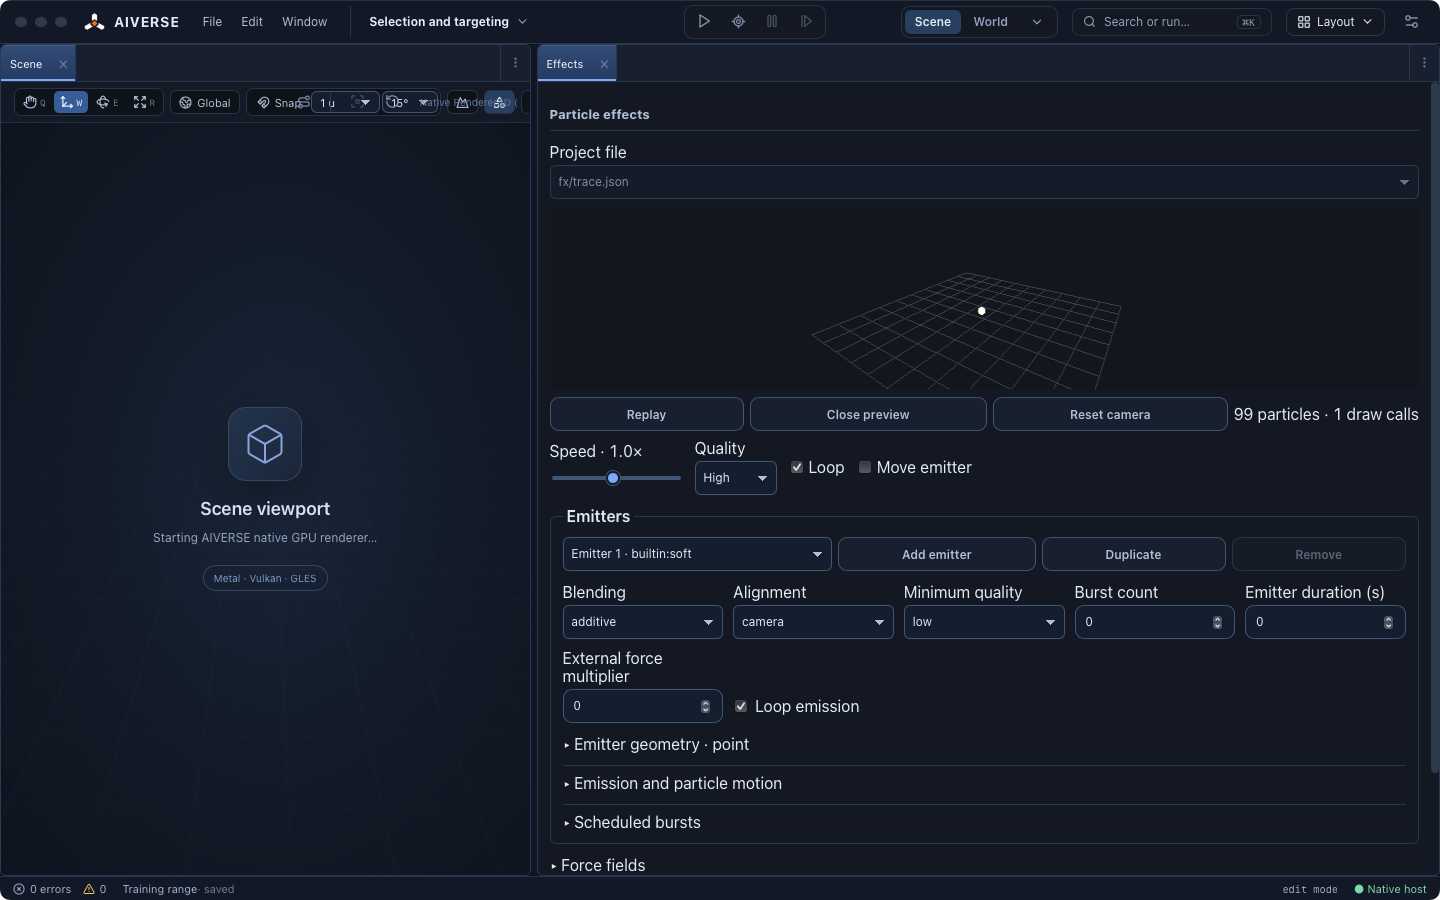 AIVERSE File Edit Window Selection and targeting Scene World Search or run... ⌘K Layout
Scene
Effects
Q W E R Global Snap 1 u 15°
Particle effects
Project file
fx/trace.json
Replay Close preview Reset camera 99 particles · 1 draw calls
Speed · 1.0×
Quality
High
Loop
Move emitter
Emitters
Emitter 1 · builtin:soft Add emitter Duplicate Remove
Blending Alignment Minimum quality Burst count Emitter duration (s)
additive camera low 0 0
External force
multiplier
0
Loop emission
▸ Emitter geometry · point
▸ Emission and particle motion
▸ Scheduled bursts
▸ Force fields
Scene viewport
Starting AIVERSE native GPU renderer...
Metal · Vulkan · GLES
0 errors 0 Training range · saved edit mode Native host